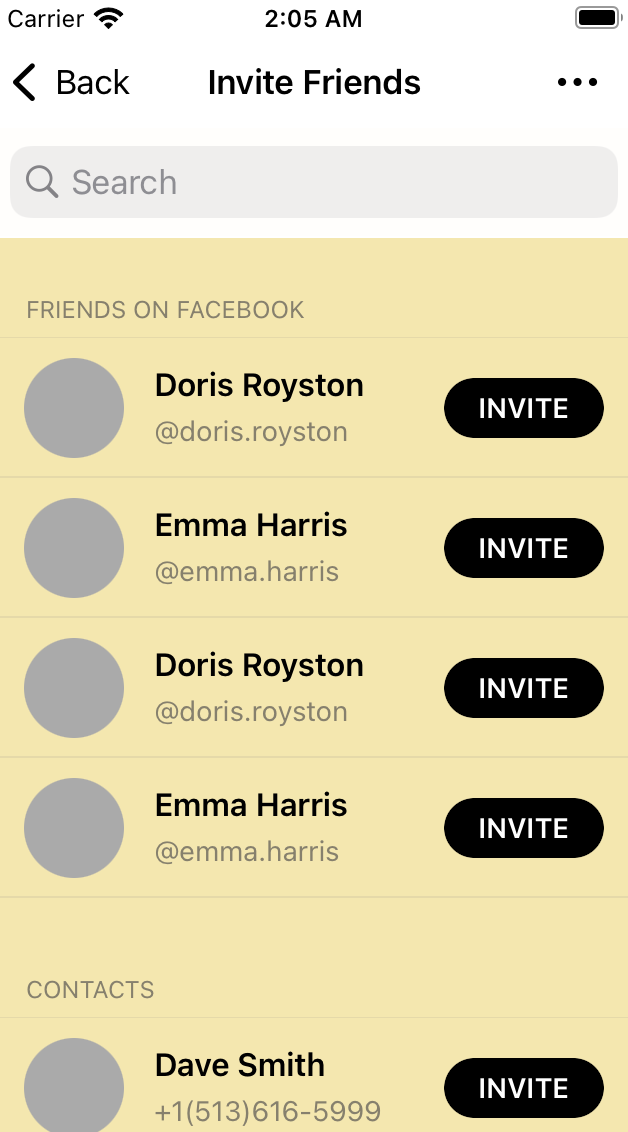 Carrier 2:05 AM
Back Invite Friends
Search
FRIENDS ON FACEBOOK
Doris Royston
@doris.royston
INVITE
Emma Harris
@emma.harris
INVITE
Doris Royston
@doris.royston
INVITE
Emma Harris
@emma.harris
INVITE
CONTACTS
Dave Smith
+1(513)616-5999
INVITE